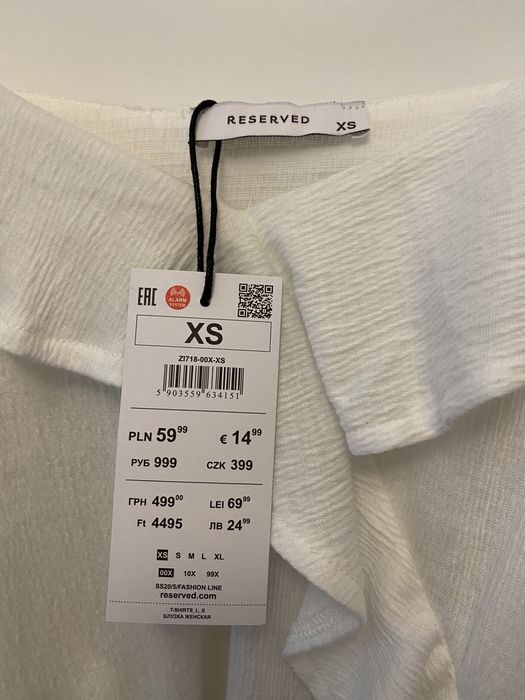 RESERVED
XS
EAC
ALARM
SYSTEM
XS
ZI718-00X-XS
5 903559 634151
PLN 59⁹⁹ € 14⁹⁹
РУБ 999 CZK 399
ГРН 499⁰⁰ LEI 69⁹⁹
Ft 4495 ЛВ 24⁹⁹
XS S M L XL
00X 10X 99X
SS20/5/FASHION LINE
reserved.com
T-SHIRTS_L_S
БЛУЗКА ЖЕНСКАЯ